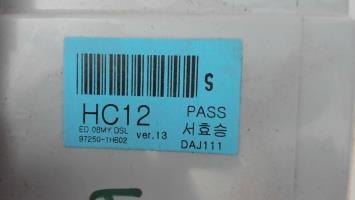 S
HC12 PASS
ED 08MY DSL ver.13 서효승
97250-1H602 DAJ111